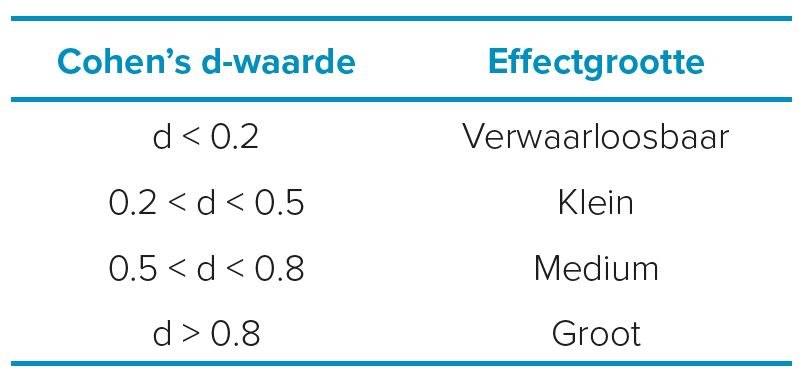 Cohen’s d-waarde Effectgrootte
d < 0.2 Verwaarloosbaar
0.2 < d < 0.5 Klein
0.5 < d < 0.8 Medium
d > 0.8 Groot